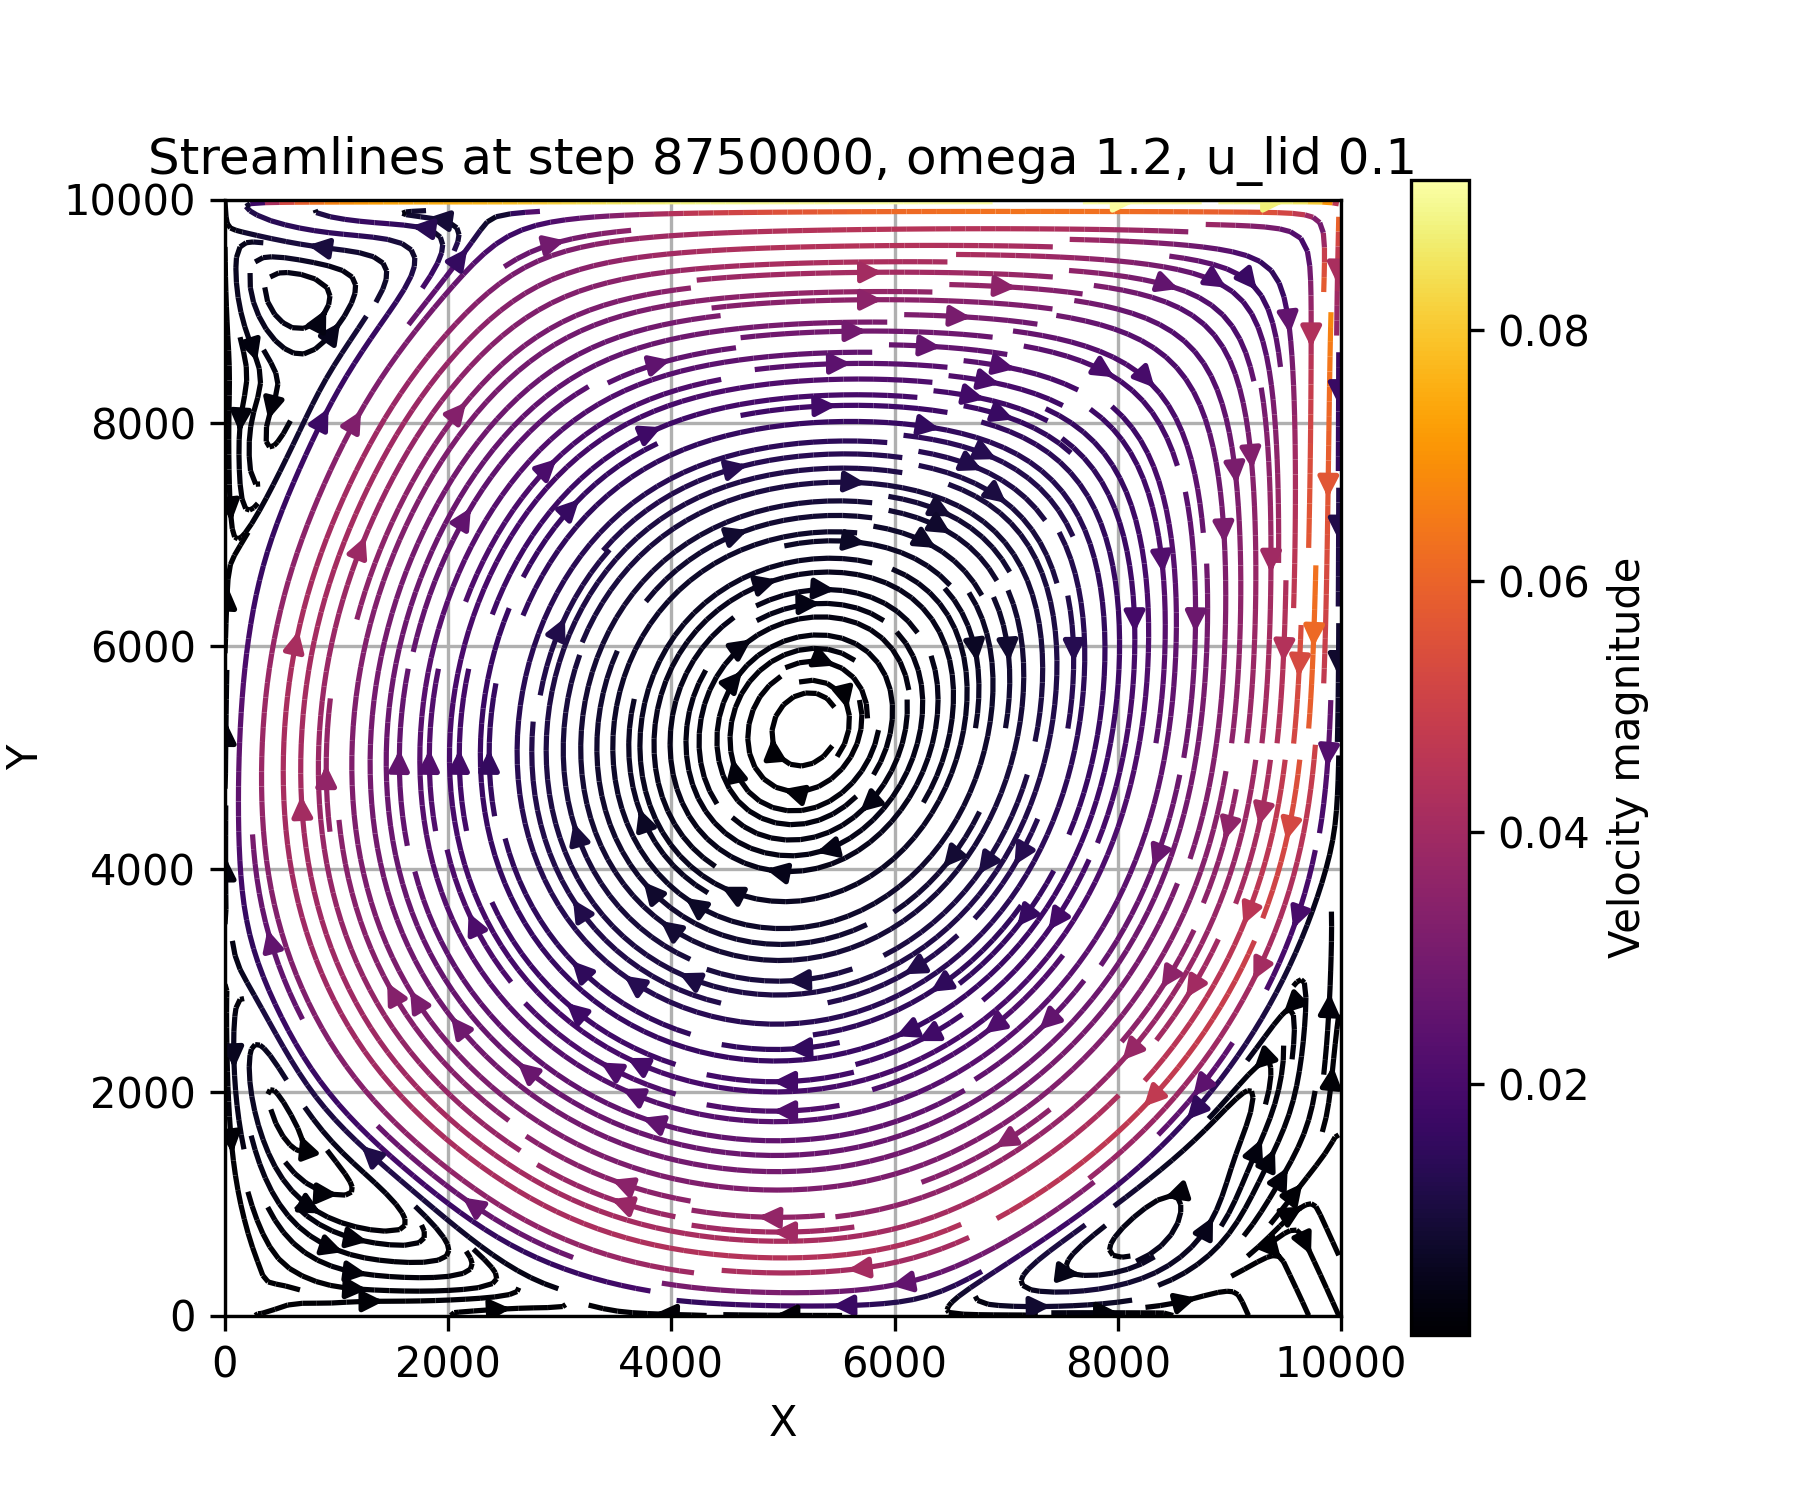 Streamlines at step 8750000, omega 1.2, u_lid 0.1
10000
8000
6000
4000
2000
0
Y
0 2000 4000 6000 8000 10000
X
0.08
0.06
0.04
0.02
Velocity magnitude